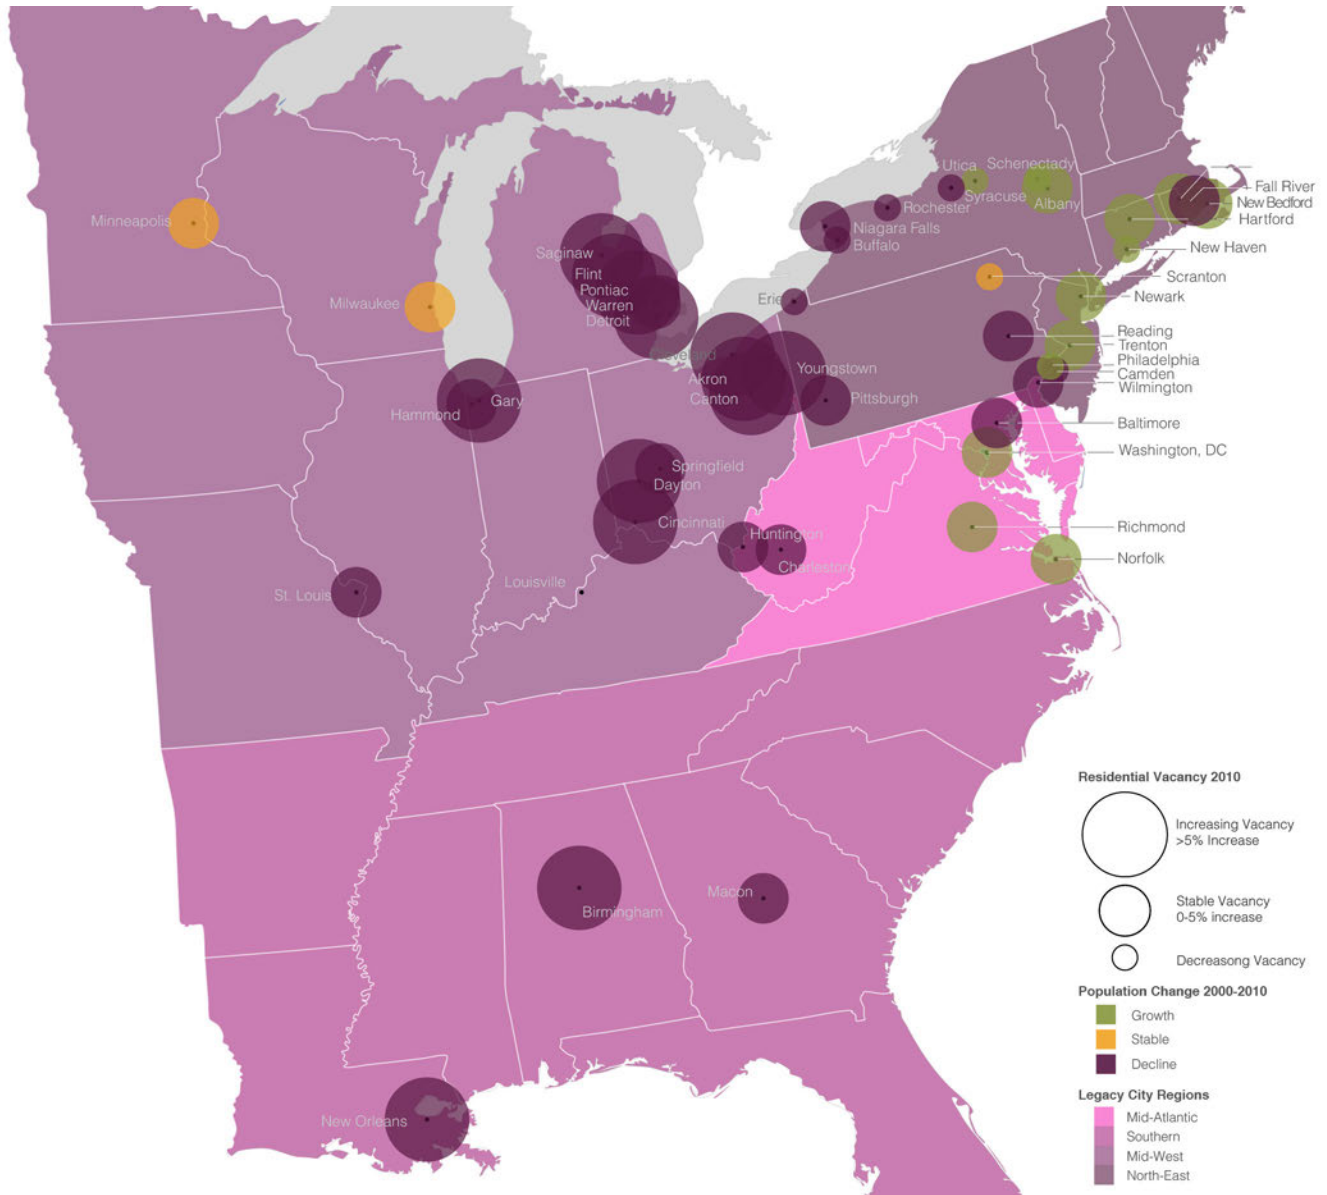 Utica
Schenectady
Syracuse
Albany
Fall River
New Bedford
Hartford
Rochester
Niagara Falls
Buffalo
New Haven
Minneapolis
Saginaw
Flint
Pontiac
Warren
Detroit
Milwaukee
Erie
Scranton
Newark
Reading
Trenton
Philadelphia
Camden
Wilmington
Cleveland
Akron
Canton
Youngstown
Pittsburgh
Hammond
Gary
Baltimore
Washington, DC
Springfield
Dayton
Cincinnati
Huntington
Charleston
Richmond
Norfolk
Louisville
St. Louis
Birmingham
Macon
New Orleans
Residential Vacancy 2010
Increasing Vacancy
>5% Increase
Stable Vacancy
0-5% increase
Decreasong Vacancy
Population Change 2000-2010
Growth
Stable
Decline
Legacy City Regions
Mid-Atlantic
Southern
Mid-West
North-East